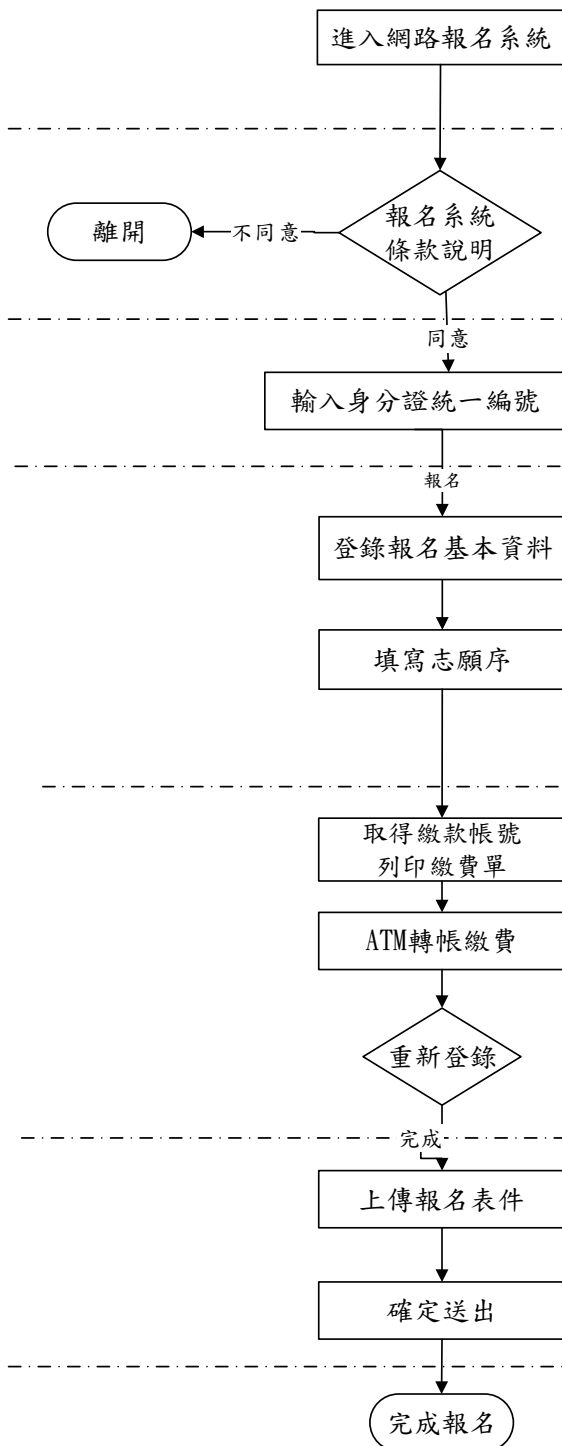 進入網路報名系統
報名系統
條款說明
不同意
離開
同意
輸入身分證統一編號
報名
登錄報名基本資料
填寫志願序
取得繳款帳號
列印繳費單
ATM轉帳繳費
重新登錄
完成
上傳報名表件
確定送出
完成報名